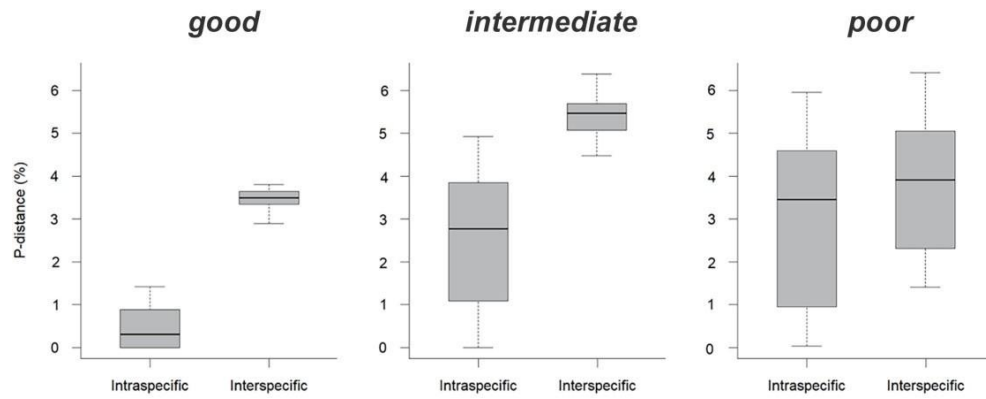 good
intermediate
poor
P-distance (%)
6
5
4
3
2
1
0
Intraspecific
Interspecific
6
5
4
3
2
1
0
Intraspecific
Interspecific
6
5
4
3
2
1
0
Intraspecific
Interspecific